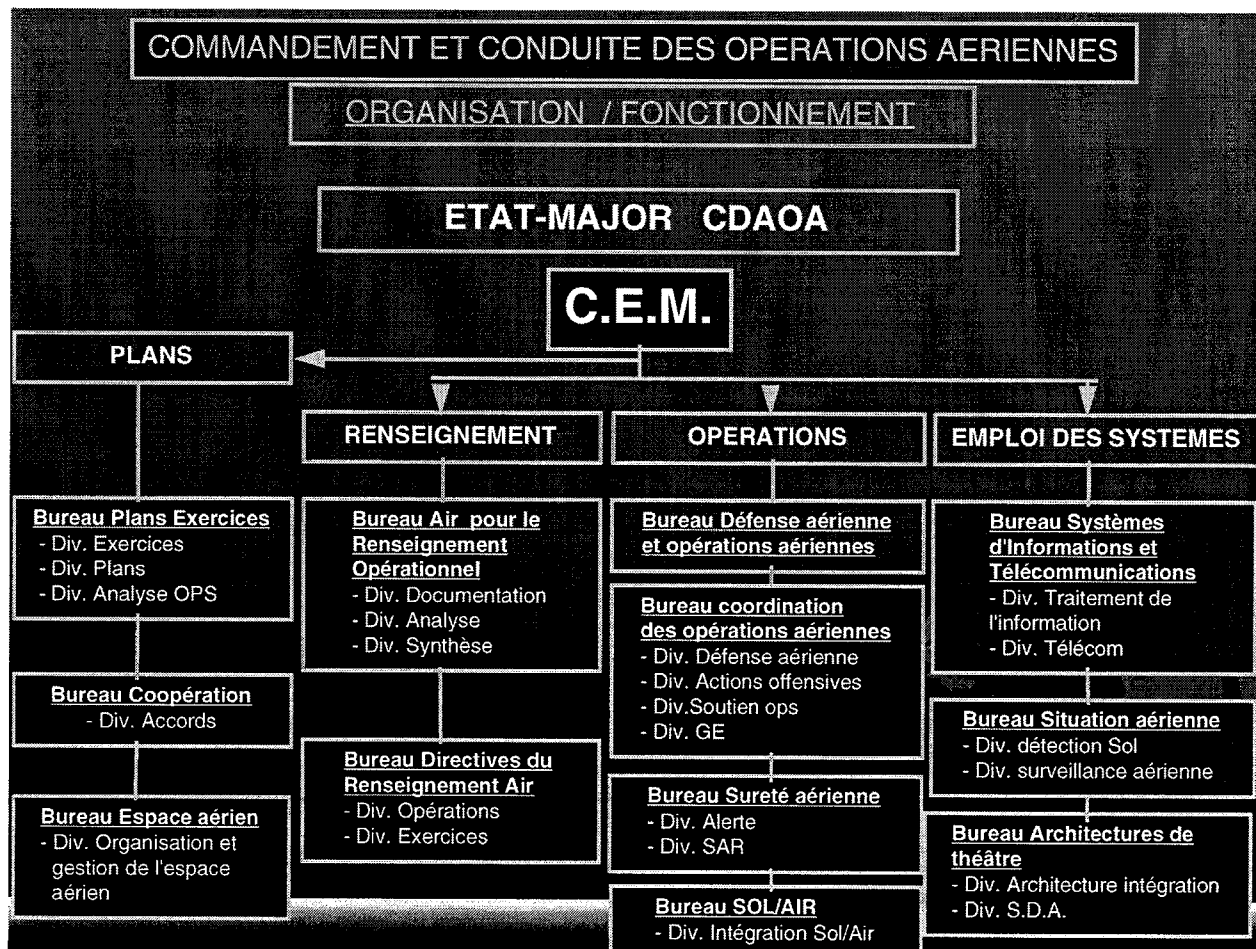 COMMANDEMENT ET CONDUITE DES OPERATIONS AERIENNES
ORGANISATION / FONCTIONNEMENT
ETAT-MAJOR CDAOA
C.E.M.
PLANS
Bureau Plans Exercices
- Div. Exercices
- Div. Plans
- Div. Analyse OPS
Bureau Coopération
- Div. Accords
Bureau Espace aérien
- Div. Organisation et
gestion de l'espace
aérien
RENSEIGNEMENT
Bureau Air pour le
Renseignement
Opérationnel
- Div. Documentation
- Div. Analyse
- Div. Synthèse
Bureau Directives du
Renseignement Air
- Div. Opérations
- Div. Exercices
OPERATIONS
Bureau Défense aérienne
et opérations aériennes
Bureau coordination
des opérations aériennes
- Div. Défense aérienne
- Div. Actions offensives
- Div.Soutien ops
- Div. GE
Bureau Sureté aérienne
- Div. Alerte
- Div. SAR
Bureau SOL/AIR
- Div. Intégration Sol/Air
EMPLOI DES SYSTEMES
Bureau Systèmes
d'Informations et
Télécommunications
- Div. Traitement de
l'information
- Div. Télécom
Bureau Situation aérienne
- Div. détection Sol
- Div. surveillance aérienne
Bureau Architectures de
théâtre
- Div. Architecture intégration
- Div. S.D.A.